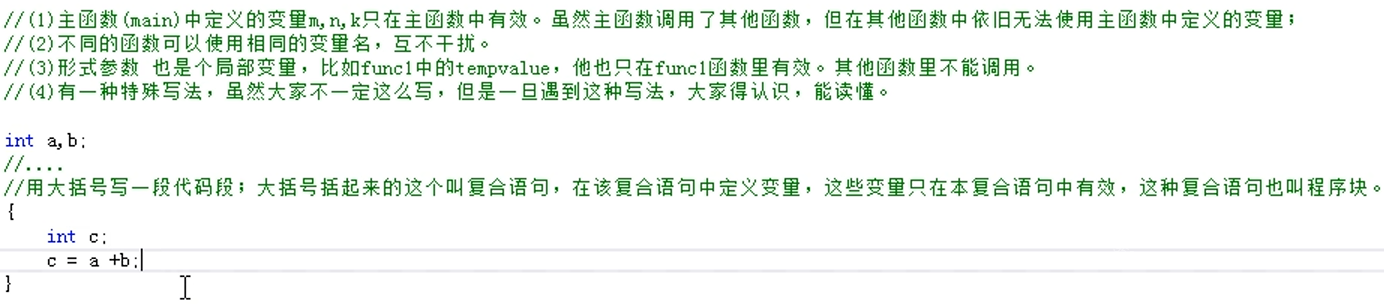 //(1)主函数(main)中定义的变量m,n,k只在主函数中有效。虽然主函数调用了其他函数，但在其他函数中依旧无法使用主函数中定义的变量；
//(2)不同的函数可以使用相同的变量名，互不干扰。
//(3)形式参数 也是个局部变量，比如func1中的tempvalue，他也只在func1函数里有效。其他函数里不能调用。
//(4)有一种特殊写法，虽然大家不一定这么写，但是一旦遇到这种写法，大家得认识，能读懂。
int a,b;
//....
//用大括号写一段代码段；大括号括起来的这个叫复合语句，在该复合语句中定义变量，这些变量只在本复合语句中有效，这种复合语句也叫程序块。
{
int c;
c = a +b;
}